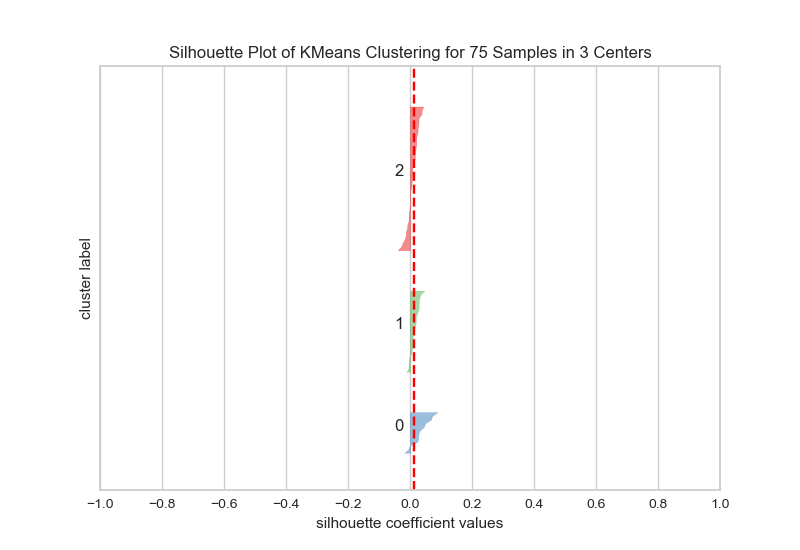 Silhouette Plot of KMeans Clustering for 75 Samples in 3 Centers
cluster label
2
1
0
−1.0 −0.8 −0.6 −0.4 −0.2 0.0 0.2 0.4 0.6 0.8 1.0
silhouette coefficient values